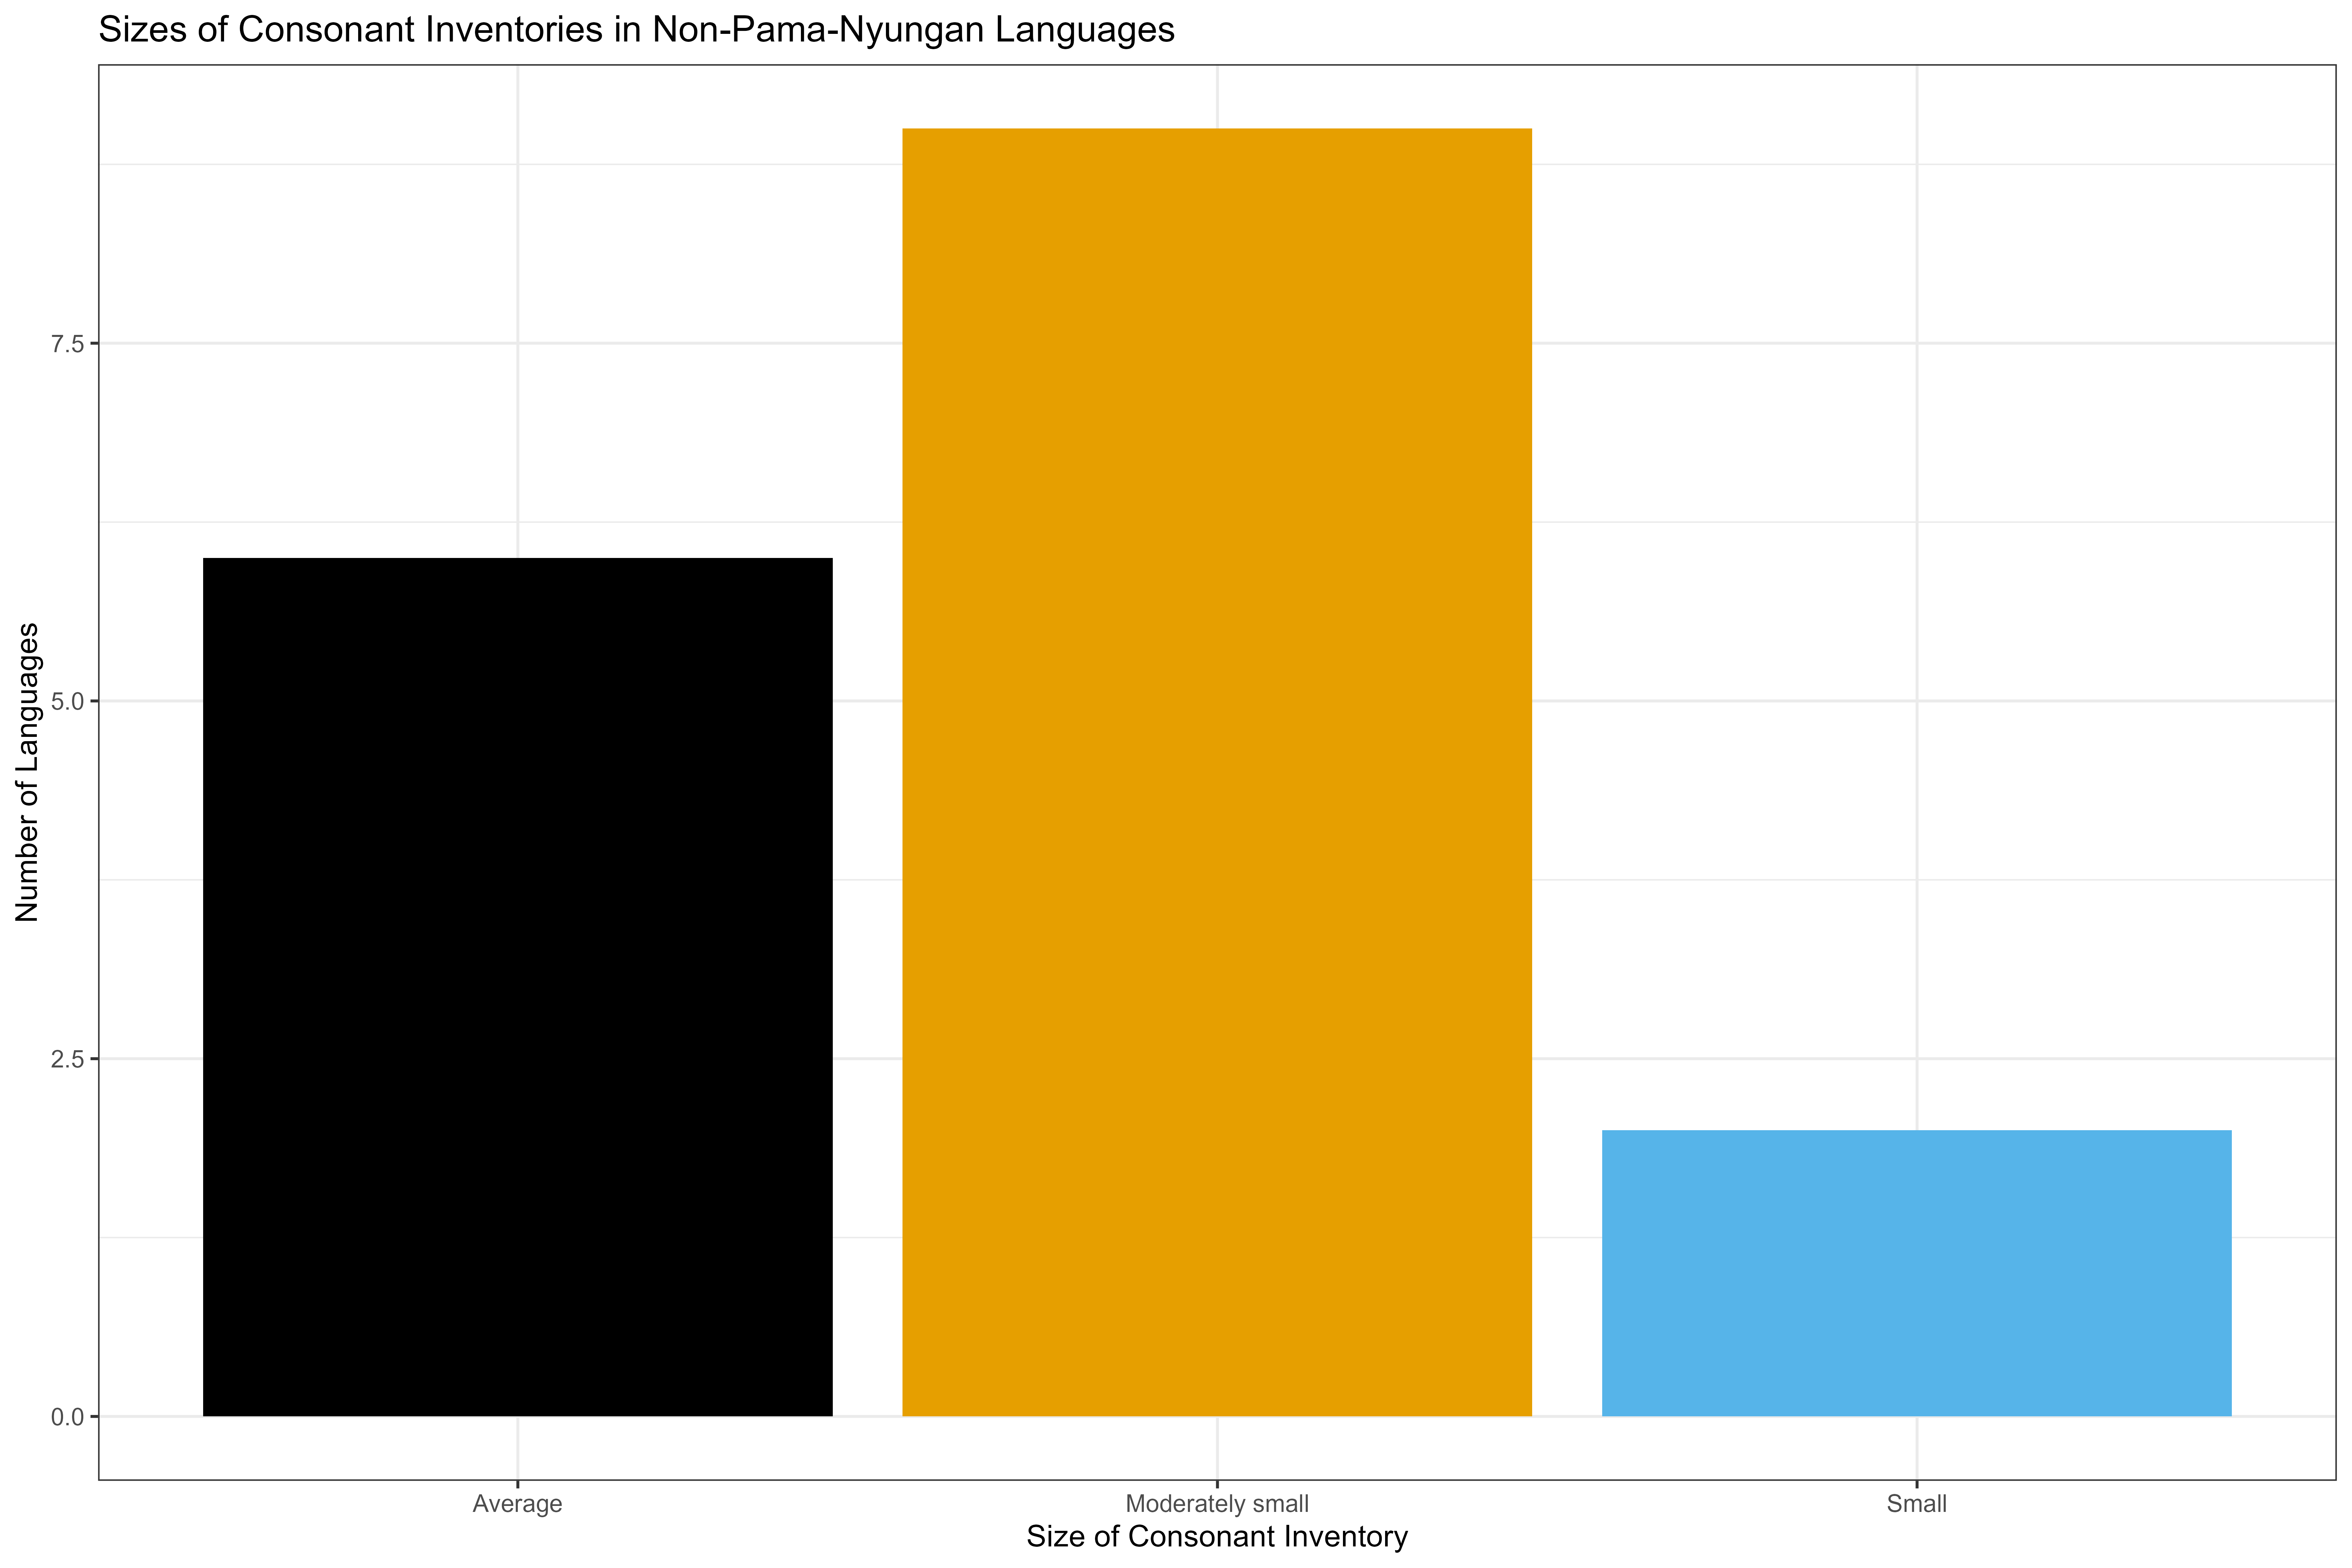 Sizes of Consonant Inventories in Non-Pama-Nyungan Languages
Number of Languages
7.5
5.0
2.5
0.0
Average
Moderately small
Small
Size of Consonant Inventory